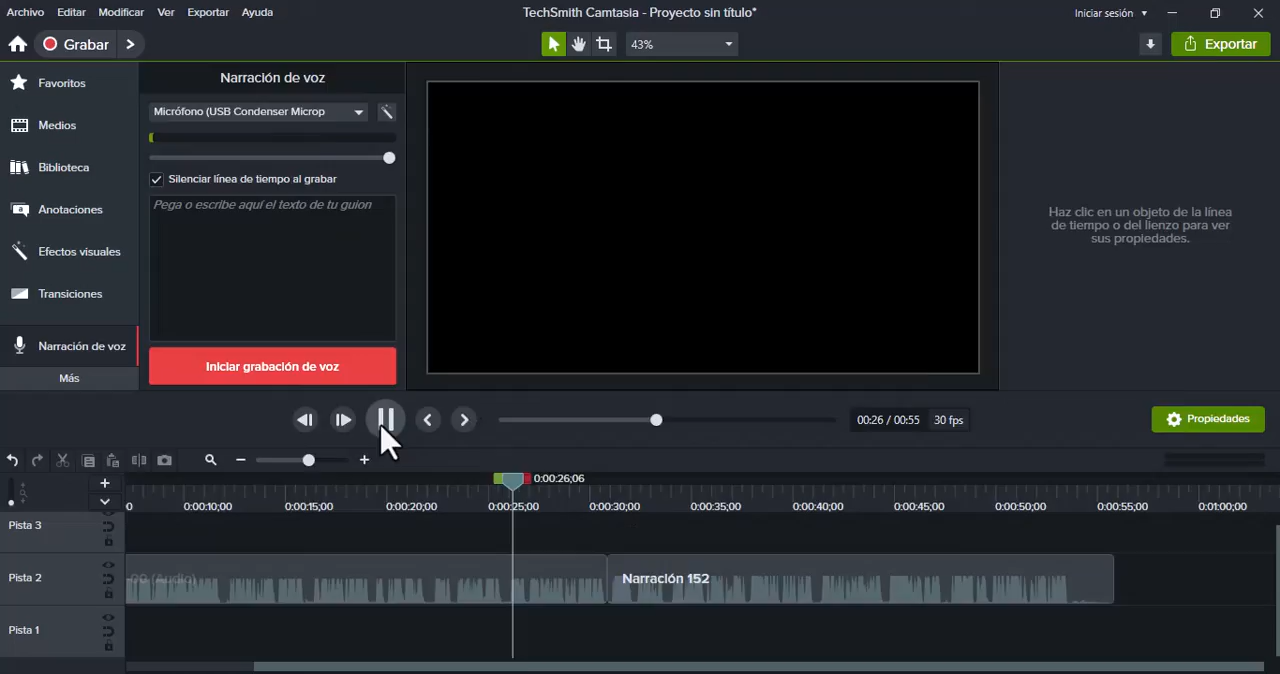 Archivo Editar Modificar Ver Exportar Ayuda
TechSmith Camtasia - Proyecto sin título*
Iniciar sesión
Grabar
43%
Exportar
Favoritos
Medios
Biblioteca
Anotaciones
Efectos visuales
Transiciones
Narración de voz
Más
Narración de voz
Micrófono (USB Condenser Microp
Silenciar línea de tiempo al grabar
Pega o escribe aquí el texto de tu guion
Iniciar grabación de voz
Haz clic en un objeto de la línea
de tiempo o del lienzo para ver
sus propiedades.
00:26 / 00:55 30 fps
Propiedades
0:00:26;06
0 0:00:10;00 0:00:15;00 0:00:20;00 0:00:25;00 0:00:30;00 0:00:35;00 0:00:40;00 0:00:45;00 0:00:50;00 0:00:55;00 0:01:00;00
Pista 3
Pista 2
00 (Audio)
Narración 152
Pista 1